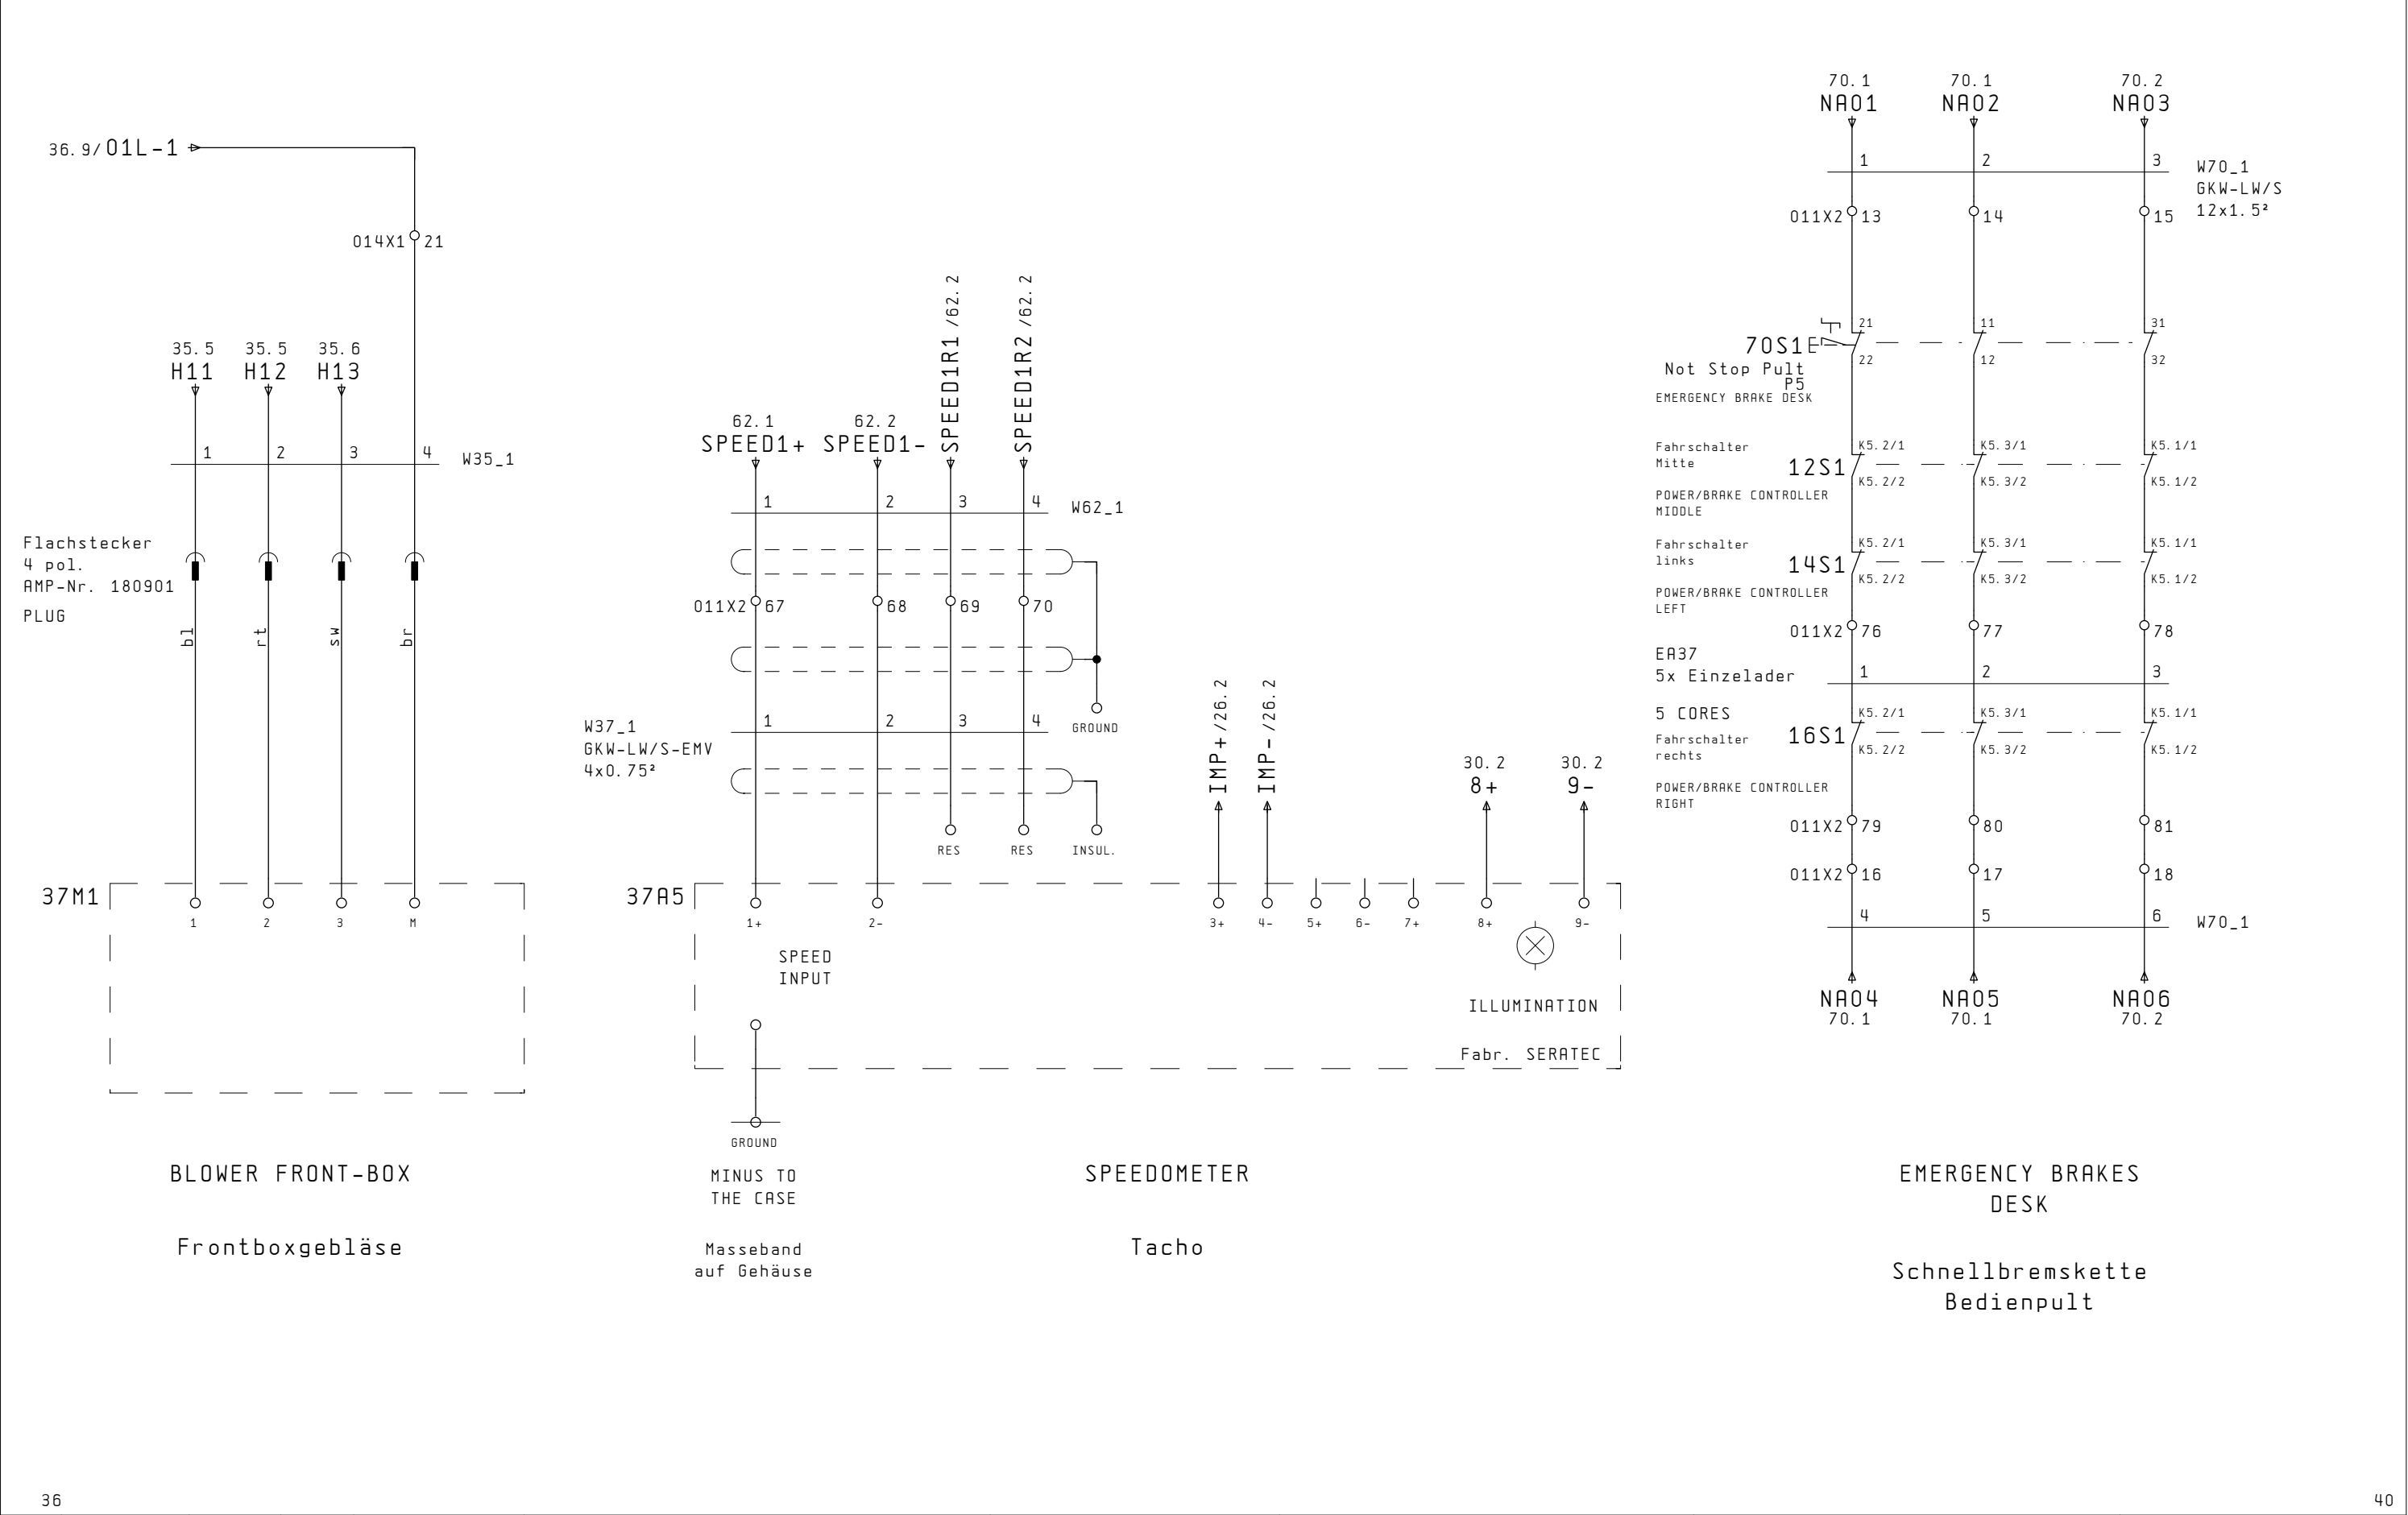 36.9/01L-1
014X1 21
35.5 35.5 35.6
H11 H12 H13
1 2 3 4 W35_1
Flachstecker
4 pol.
AMP-Nr. 180901
PLUG
bl rt sw br
37M1
1 2 3 M
BLOWER FRONT-BOX
Frontboxgebläse
62.1 62.2
SPEED1+ SPEED1-
SPEED1R1 /62.2
SPEED1R2 /62.2
1 2 3 4 W62_1
011X2 67 68 69 70
GROUND
W37_1
GKW-LW/S-EMV
4x0.75²
1 2 3 4
RES RES INSUL.
IMP+ /26.2
IMP- /26.2
30.2 30.2
8+ 9-
37A5
1+ 2- 3+ 4- 5+ 6- 7+ 8+ 9-
SPEED
INPUT
ILLUMINATION
Fabr. SERATEC
GROUND
MINUS TO
THE CASE
Masseband
auf Gehäuse
SPEEDOMETER
Tacho
70.1 70.1 70.2
NA01 NA02 NA03
1 2 3
W70_1
GKW-LW/S
12x1.5²
011X2 13 14 15
21 11 31
70S1
22 12 32
Not Stop Pult
P5
EMERGENCY BRAKE DESK
Fahrschalter
Mitte
12S1
K5.2/1 K5.3/1 K5.1/1
K5.2/2 K5.3/2 K5.1/2
POWER/BRAKE CONTROLLER
MIDDLE
Fahrschalter
links
14S1
K5.2/1 K5.3/1 K5.1/1
K5.2/2 K5.3/2 K5.1/2
POWER/BRAKE CONTROLLER
LEFT
011X2 76 77 78
EA37
5x Einzelader
1 2 3
5 CORES
Fahrschalter
rechts
16S1
K5.2/1 K5.3/1 K5.1/1
K5.2/2 K5.3/2 K5.1/2
POWER/BRAKE CONTROLLER
RIGHT
011X2 79 80 81
011X2 16 17 18
4 5 6 W70_1
NA04 NA05 NA06
70.1 70.1 70.2
EMERGENCY BRAKES
DESK
Schnellbremskette
Bedienpult
36
40